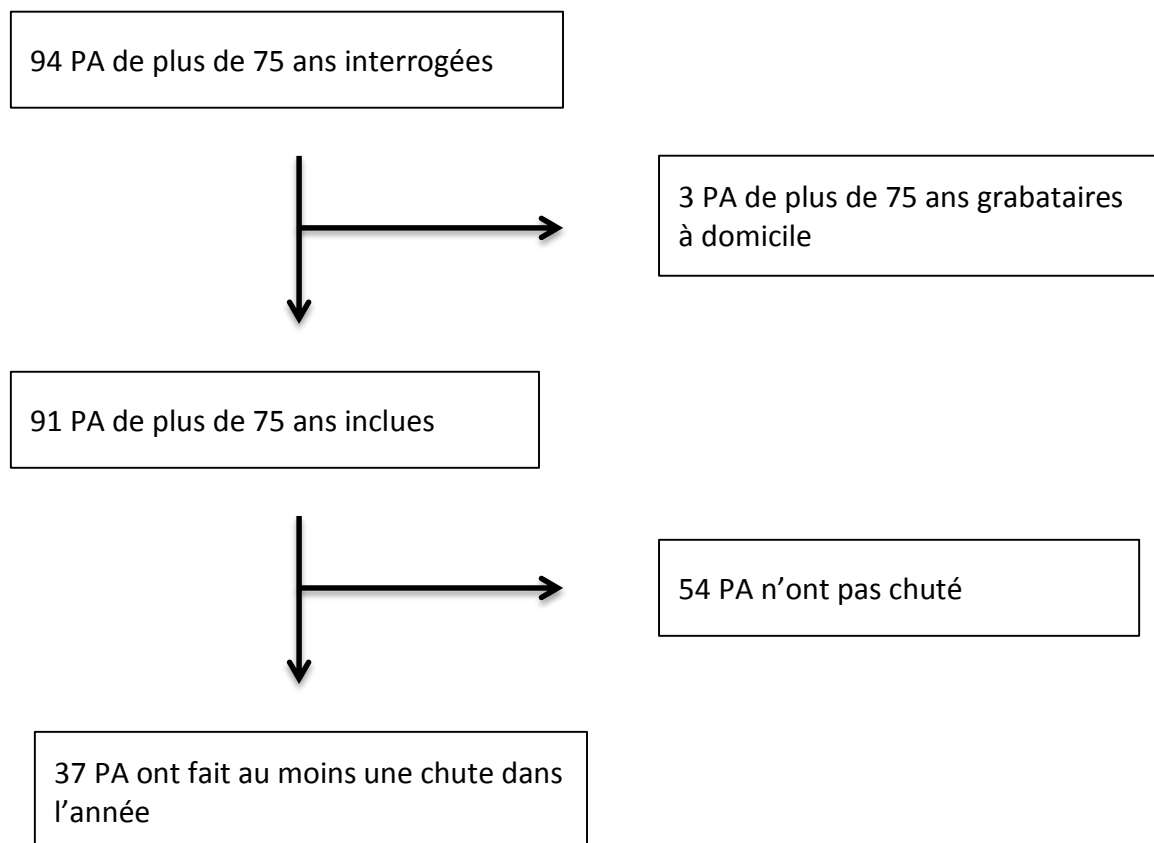 94 PA de plus de 75 ans interrogées
3 PA de plus de 75 ans grabataires
à domicile
91 PA de plus de 75 ans inclues
54 PA n’ont pas chuté
37 PA ont fait au moins une chute dans
l’année